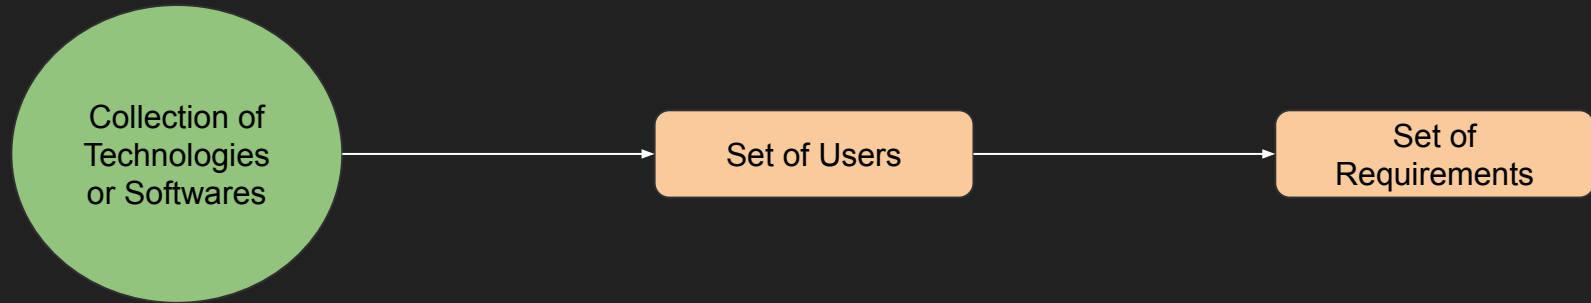 Collection of
Technologies
or Softwares
Set of Users
Set of
Requirements